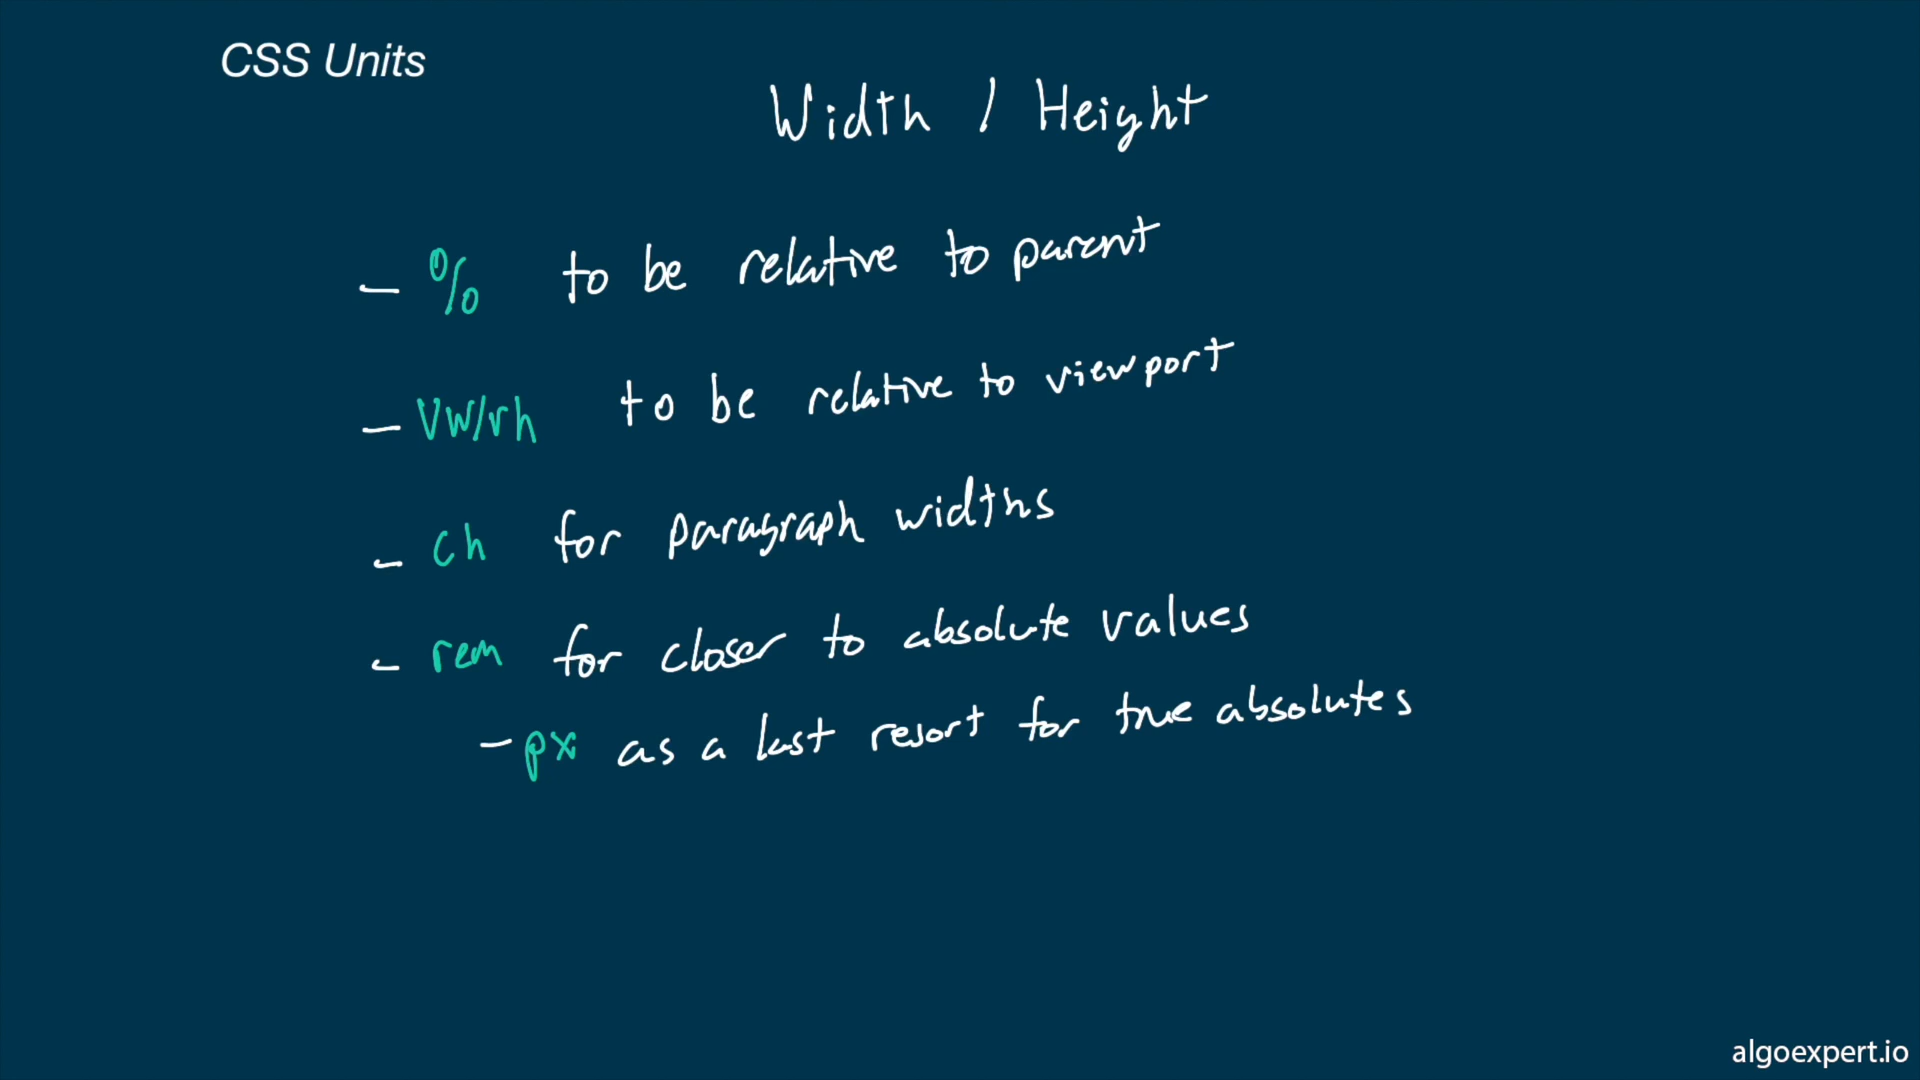 CSS Units
Width / Height
- % to be relative to parent
- vw/vh to be relative to viewport
- ch for paragraph widths
- rem for closer to absolute values
- px as a last resort for true absolutes
algoexpert.io